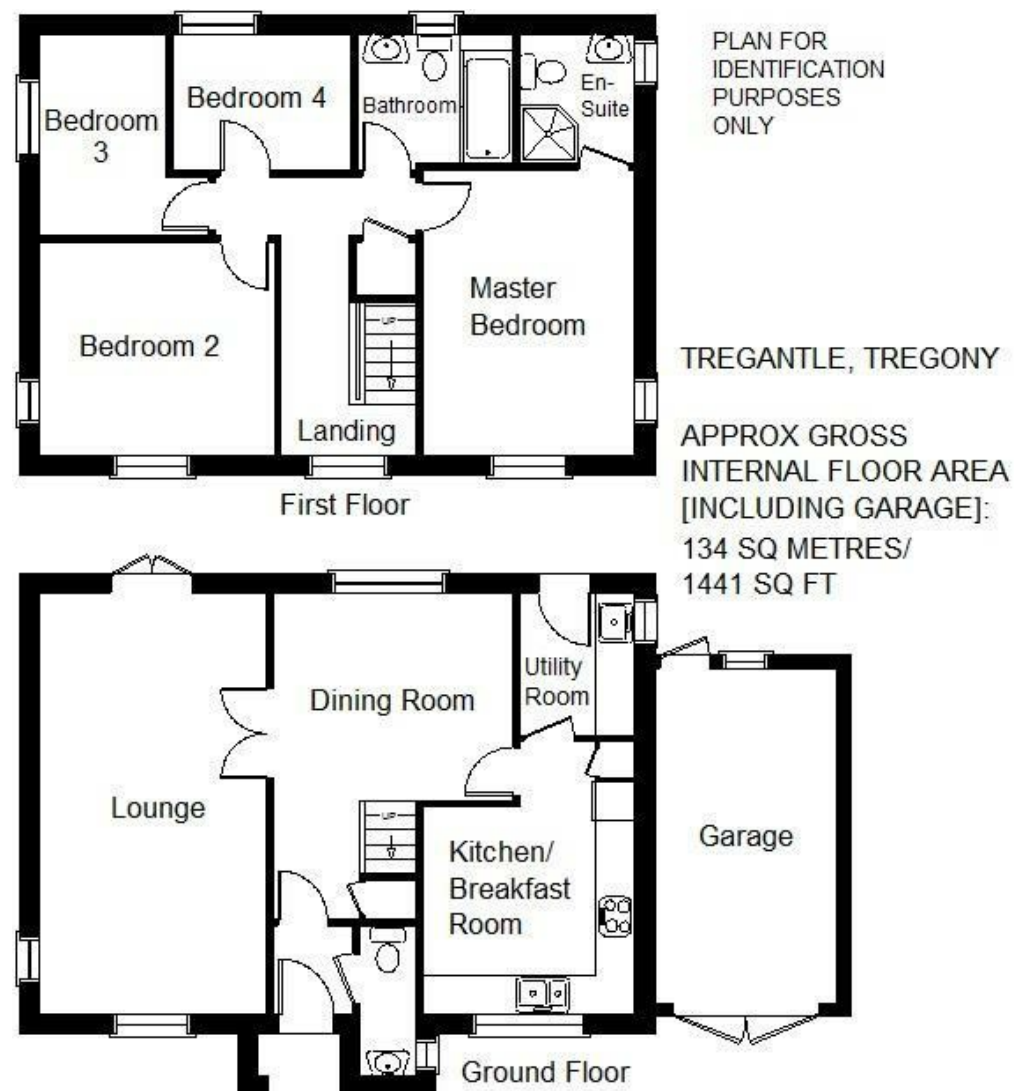 PLAN FOR
IDENTIFICATION
PURPOSES
ONLY
Bedroom 4
Bathroom
En-
Suite
Bedroom
3
Master
Bedroom
UP
Bedroom 2
Landing
First Floor
TREGANTLE, TREGONY
APPROX GROSS
INTERNAL FLOOR AREA
[INCLUDING GARAGE]:
134 SQ METRES/
1441 SQ FT
Utility
Room
Dining Room
Lounge
UP
Kitchen/
Breakfast
Room
Garage
Ground Floor